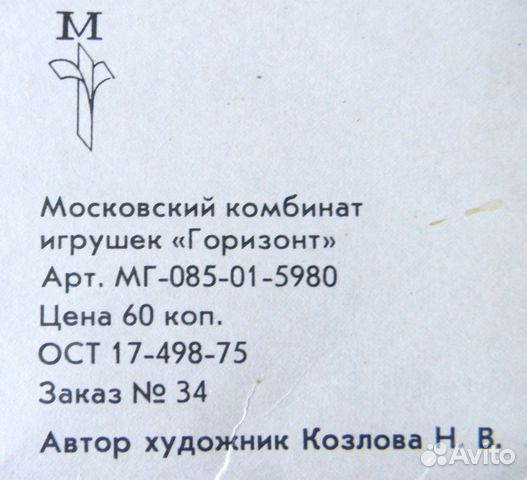 М
Московский комбинат
игрушек «Горизонт»
Арт. МГ-085-01-5980
Цена 60 коп.
ОСТ 17-498-75
Заказ № 34
Автор художник Козлова Н. В.
Avito